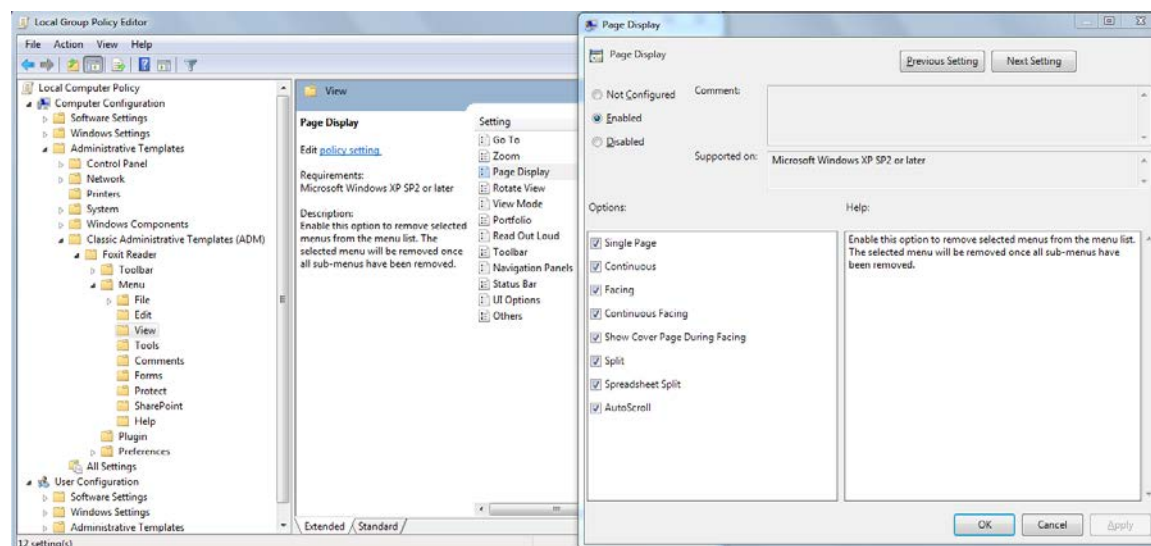 Local Group Policy Editor
File Action View Help
Local Computer Policy
Computer Configuration
Software Settings
Windows Settings
Administrative Templates
Control Panel
Network
Printers
System
Windows Components
Classic Administrative Templates (ADM)
Foxit Reader
Toolbar
Menu
File
Edit
View
Tools
Comments
Forms
Protect
SharePoint
Help
Plugin
Preferences
All Settings
User Configuration
Software Settings
Windows Settings
Administrative Templates
12 setting(s)
View
Page Display
Edit policy setting
Requirements:
Microsoft Windows XP SP2 or later
Description:
Enable this option to remove selected
menus from the menu list. The
selected menu will be removed once
all sub-menus have been removed.
Setting
Go To
Zoom
Page Display
Rotate View
View Mode
Portfolio
Read Out Loud
Toolbar
Navigation Panels
Status Bar
UI Options
Others
Extended Standard
Page Display
Page Display
Previous Setting Next Setting
Not Configured
Enabled
Disabled
Comment:
Supported on: Microsoft Windows XP SP2 or later
Options:
Single Page
Continuous
Facing
Continuous Facing
Show Cover Page During Facing
Split
Spreadsheet Split
AutoScroll
Help:
Enable this option to remove selected menus from the menu list.
The selected menu will be removed once all sub-menus have
been removed.
OK Cancel Apply